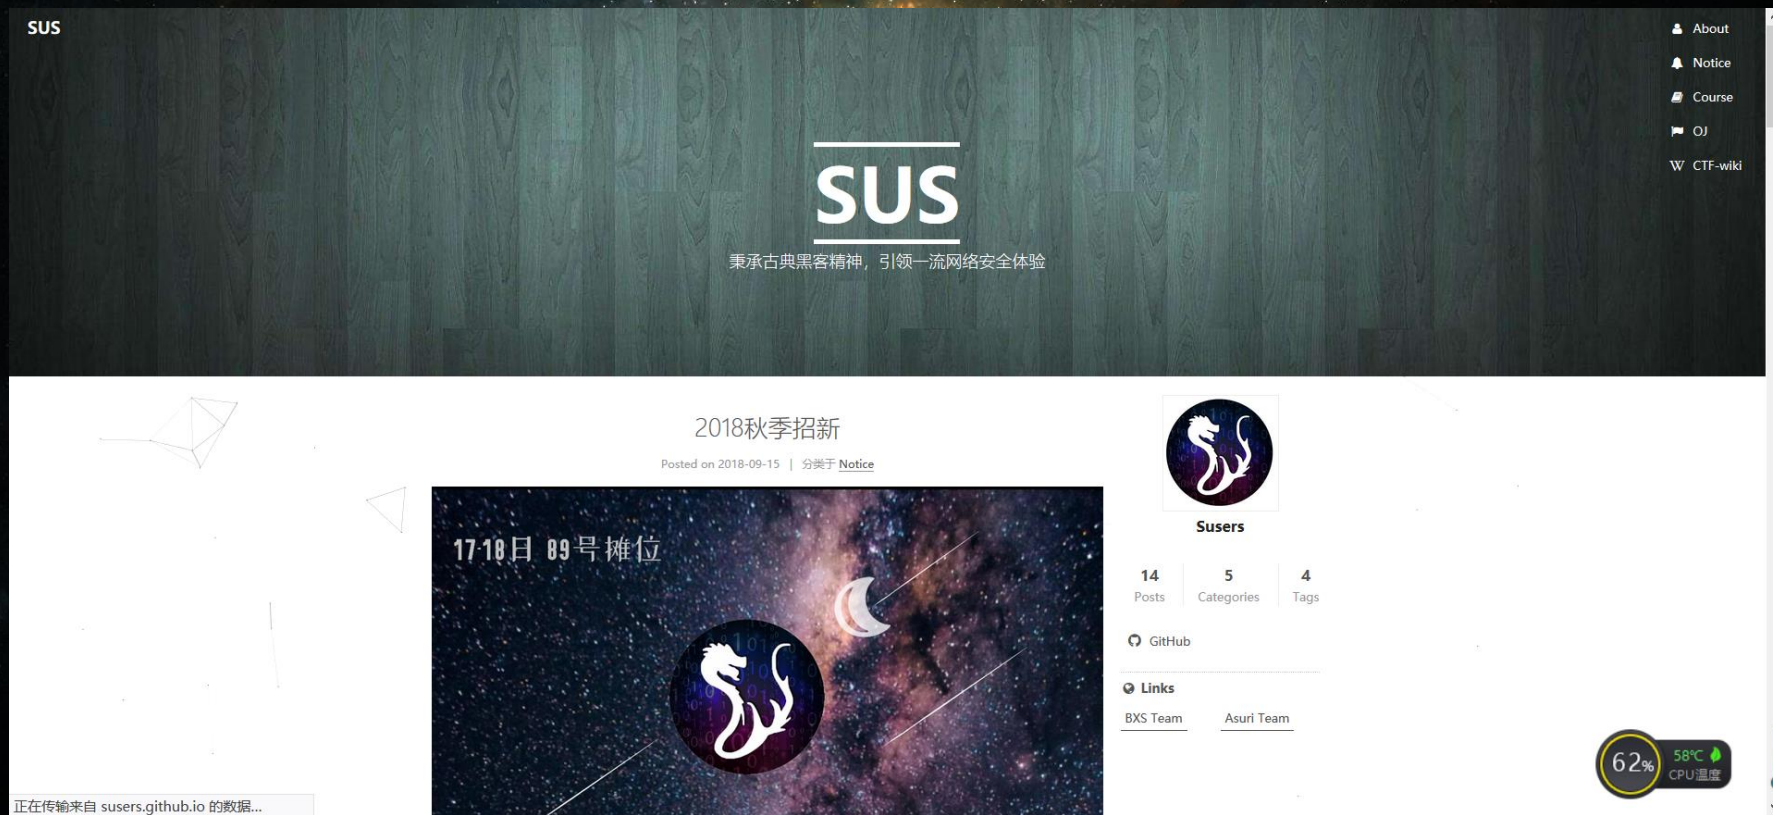 SUS
About
Notice
Course
OJ
CTF-wiki
SUS
秉承古典黑客精神，引领一流网络安全体验
2018秋季招新
Posted on 2018-09-15 | 分类于 Notice
17-18日 89号摊位
Susers
14 5 4
Posts Categories Tags
GitHub
Links
BXS Team Asuri Team
62% 58℃
CPU温度
正在传输来自 susers.github.io 的数据...